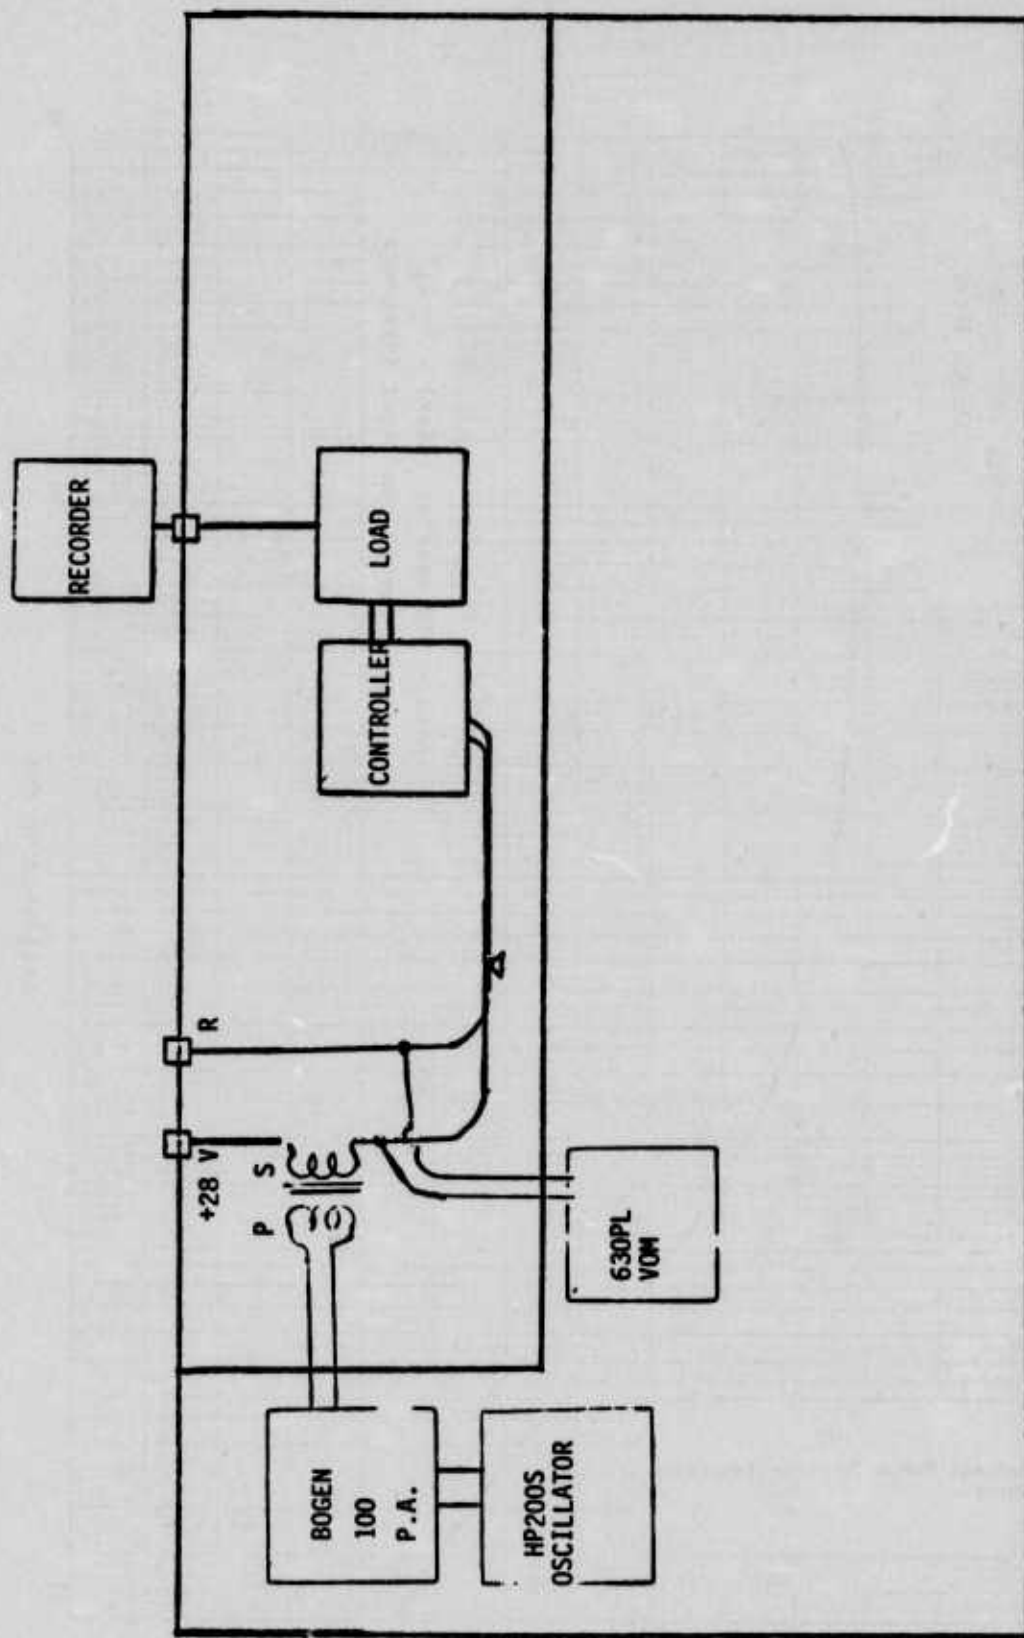 RECORDER
LOAD
CONTROLLER
R
+28 V
S
P
630PL
VOM
BOGEN
100
P.A.
HP200S
OSCILLATOR